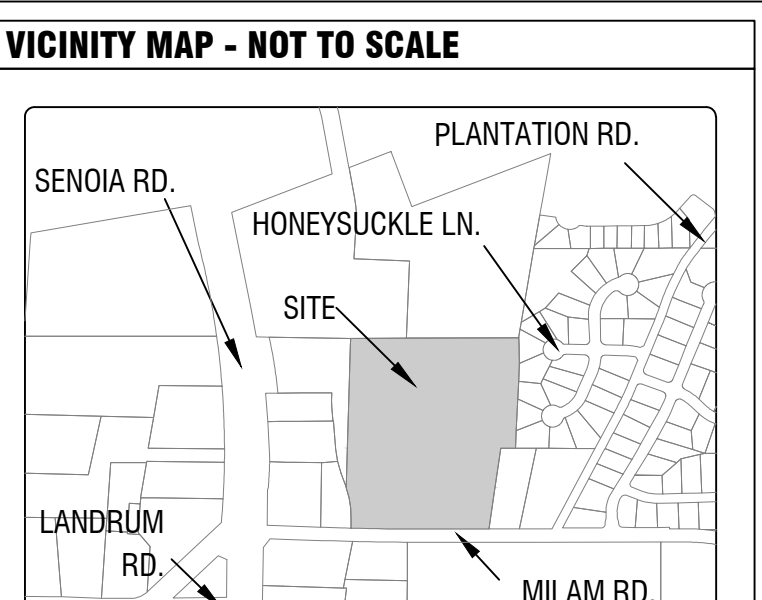 VICINITY MAP - NOT TO SCALE
PLANTATION RD.
SENOIA RD.
HONEYSUCKLE LN.
SITE
LANDRUM
RD.
MILAM RD.